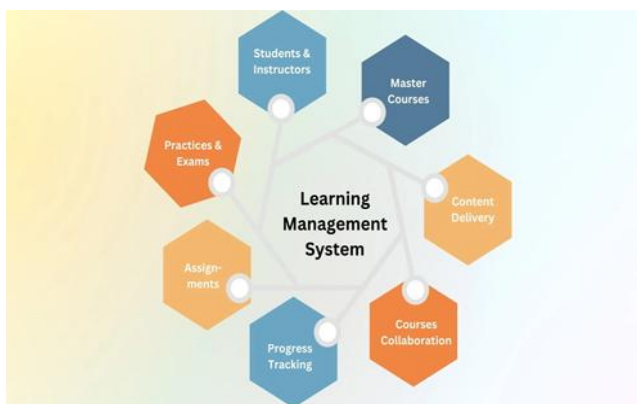 Students &
Instructors
Master
Courses
Practices &
Exams
Learning
Management
System
Content
Delivery
Assign-
ments
Courses
Collaboration
Progress
Tracking